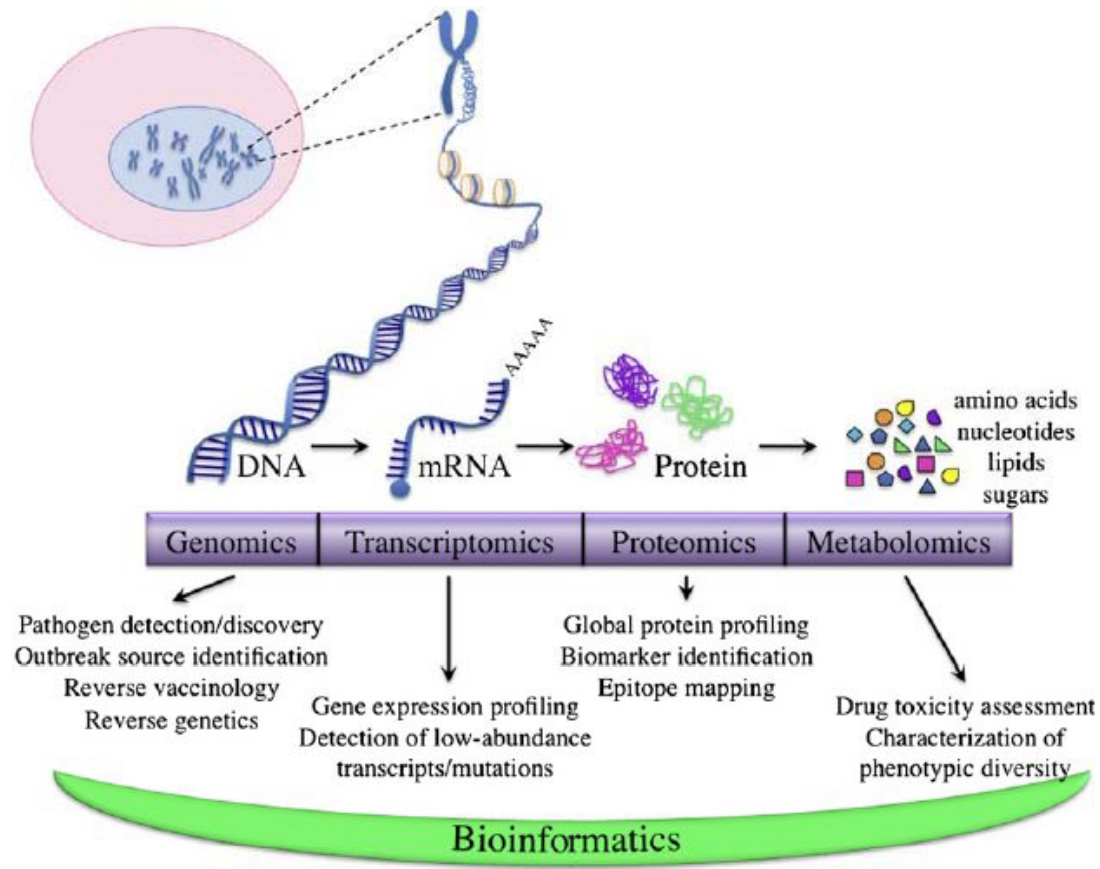 AAAAA
DNA
mRNA
Protein
amino acids
nucleotides
lipids
sugars
Genomics
Transcriptomics
Proteomics
Metabolomics
Pathogen detection/discovery
Outbreak source identification
Reverse vaccinology
Reverse genetics
Gene expression profiling
Detection of low-abundance
transcripts/mutations
Global protein profiling
Biomarker identification
Epitope mapping
Drug toxicity assessment
Characterization of
phenotypic diversity
Bioinformatics